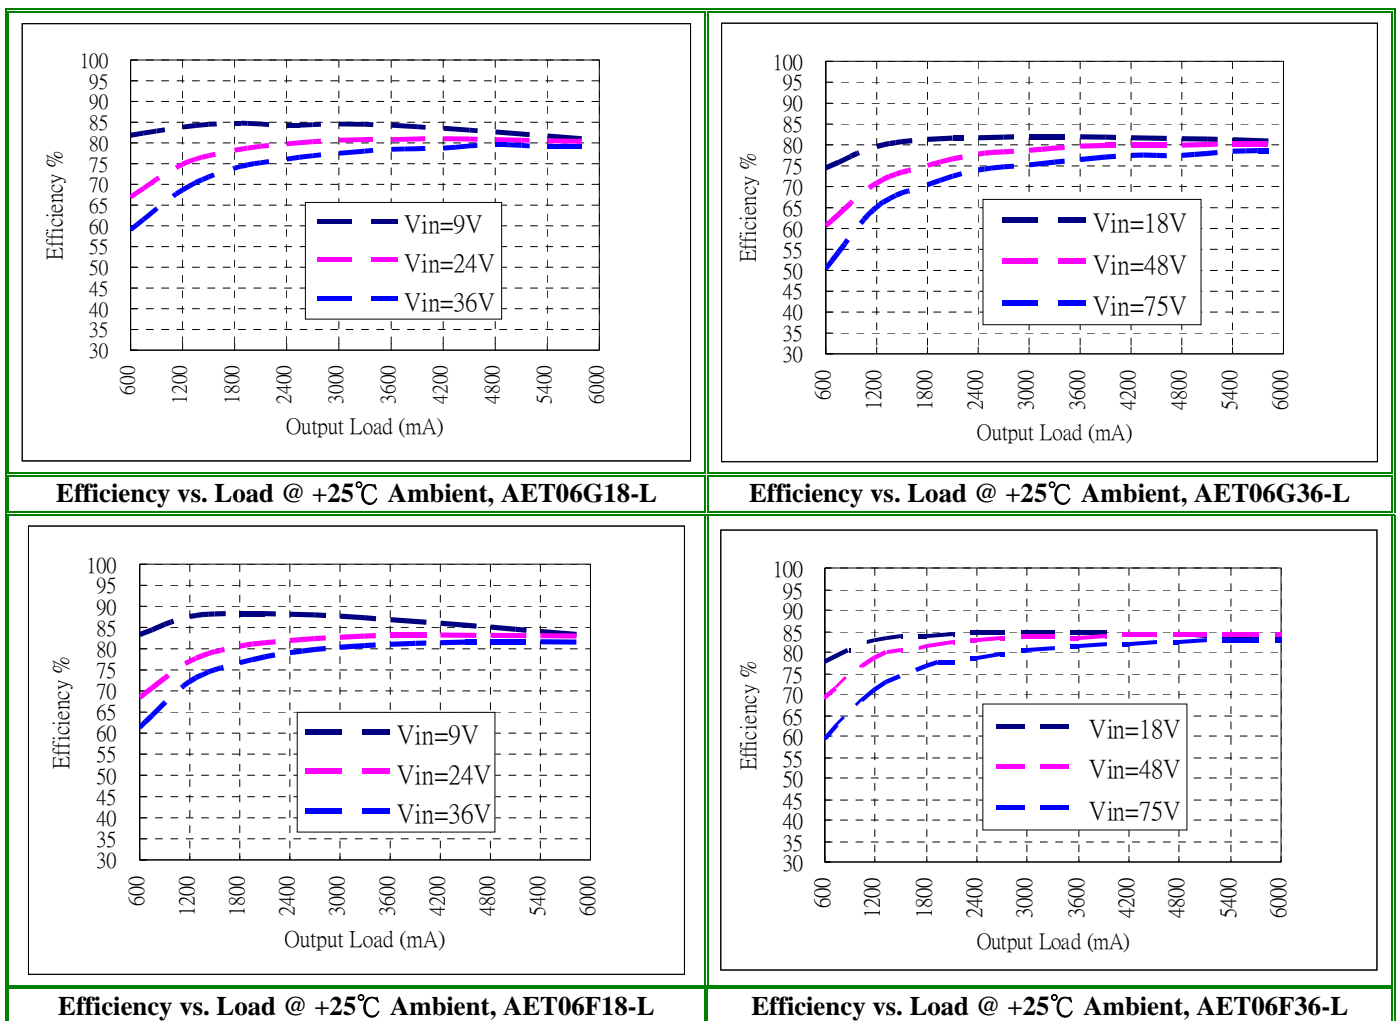 100
95
90
85
80
75
70
65
60
55
50
45
40
35
30
Efficiency %
Vin=9V
Vin=24V
Vin=36V
600 1200 1800 2400 3000 3600 4200 4800 5400 6000
Output Load (mA)
100
95
90
85
80
75
70
65
60
55
50
45
40
35
30
Efficiency %
Vin=18V
Vin=48V
Vin=75V
600 1200 1800 2400 3000 3600 4200 4800 5400 6000
Output Load (mA)
Efficiency vs. Load @ +25℃ Ambient, AET06G18-L
Efficiency vs. Load @ +25℃ Ambient, AET06G36-L
100
95
90
85
80
75
70
65
60
55
50
45
40
35
30
Efficiency %
Vin=9V
Vin=24V
Vin=36V
600 1200 1800 2400 3000 3600 4200 4800 5400 6000
Output Load (mA)
100
95
90
85
80
75
70
65
60
55
50
45
40
35
30
Efficiency %
Vin=18V
Vin=48V
Vin=75V
600 1200 1800 2400 3000 3600 4200 4800 5400 6000
Output Load (mA)
Efficiency vs. Load @ +25℃ Ambient, AET06F18-L
Efficiency vs. Load @ +25℃ Ambient, AET06F36-L